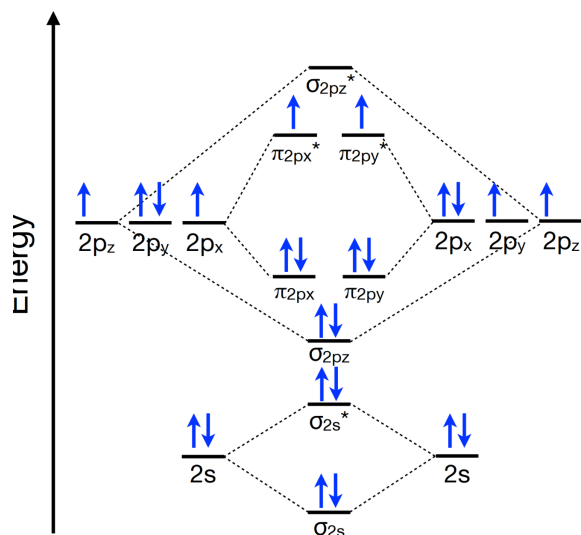 σ2pz*
π2px* π2py*
2pz 2py 2px 2px 2py 2pz
π2px π2py
σ2pz
σ2s*
2s 2s
σ2s
Energy